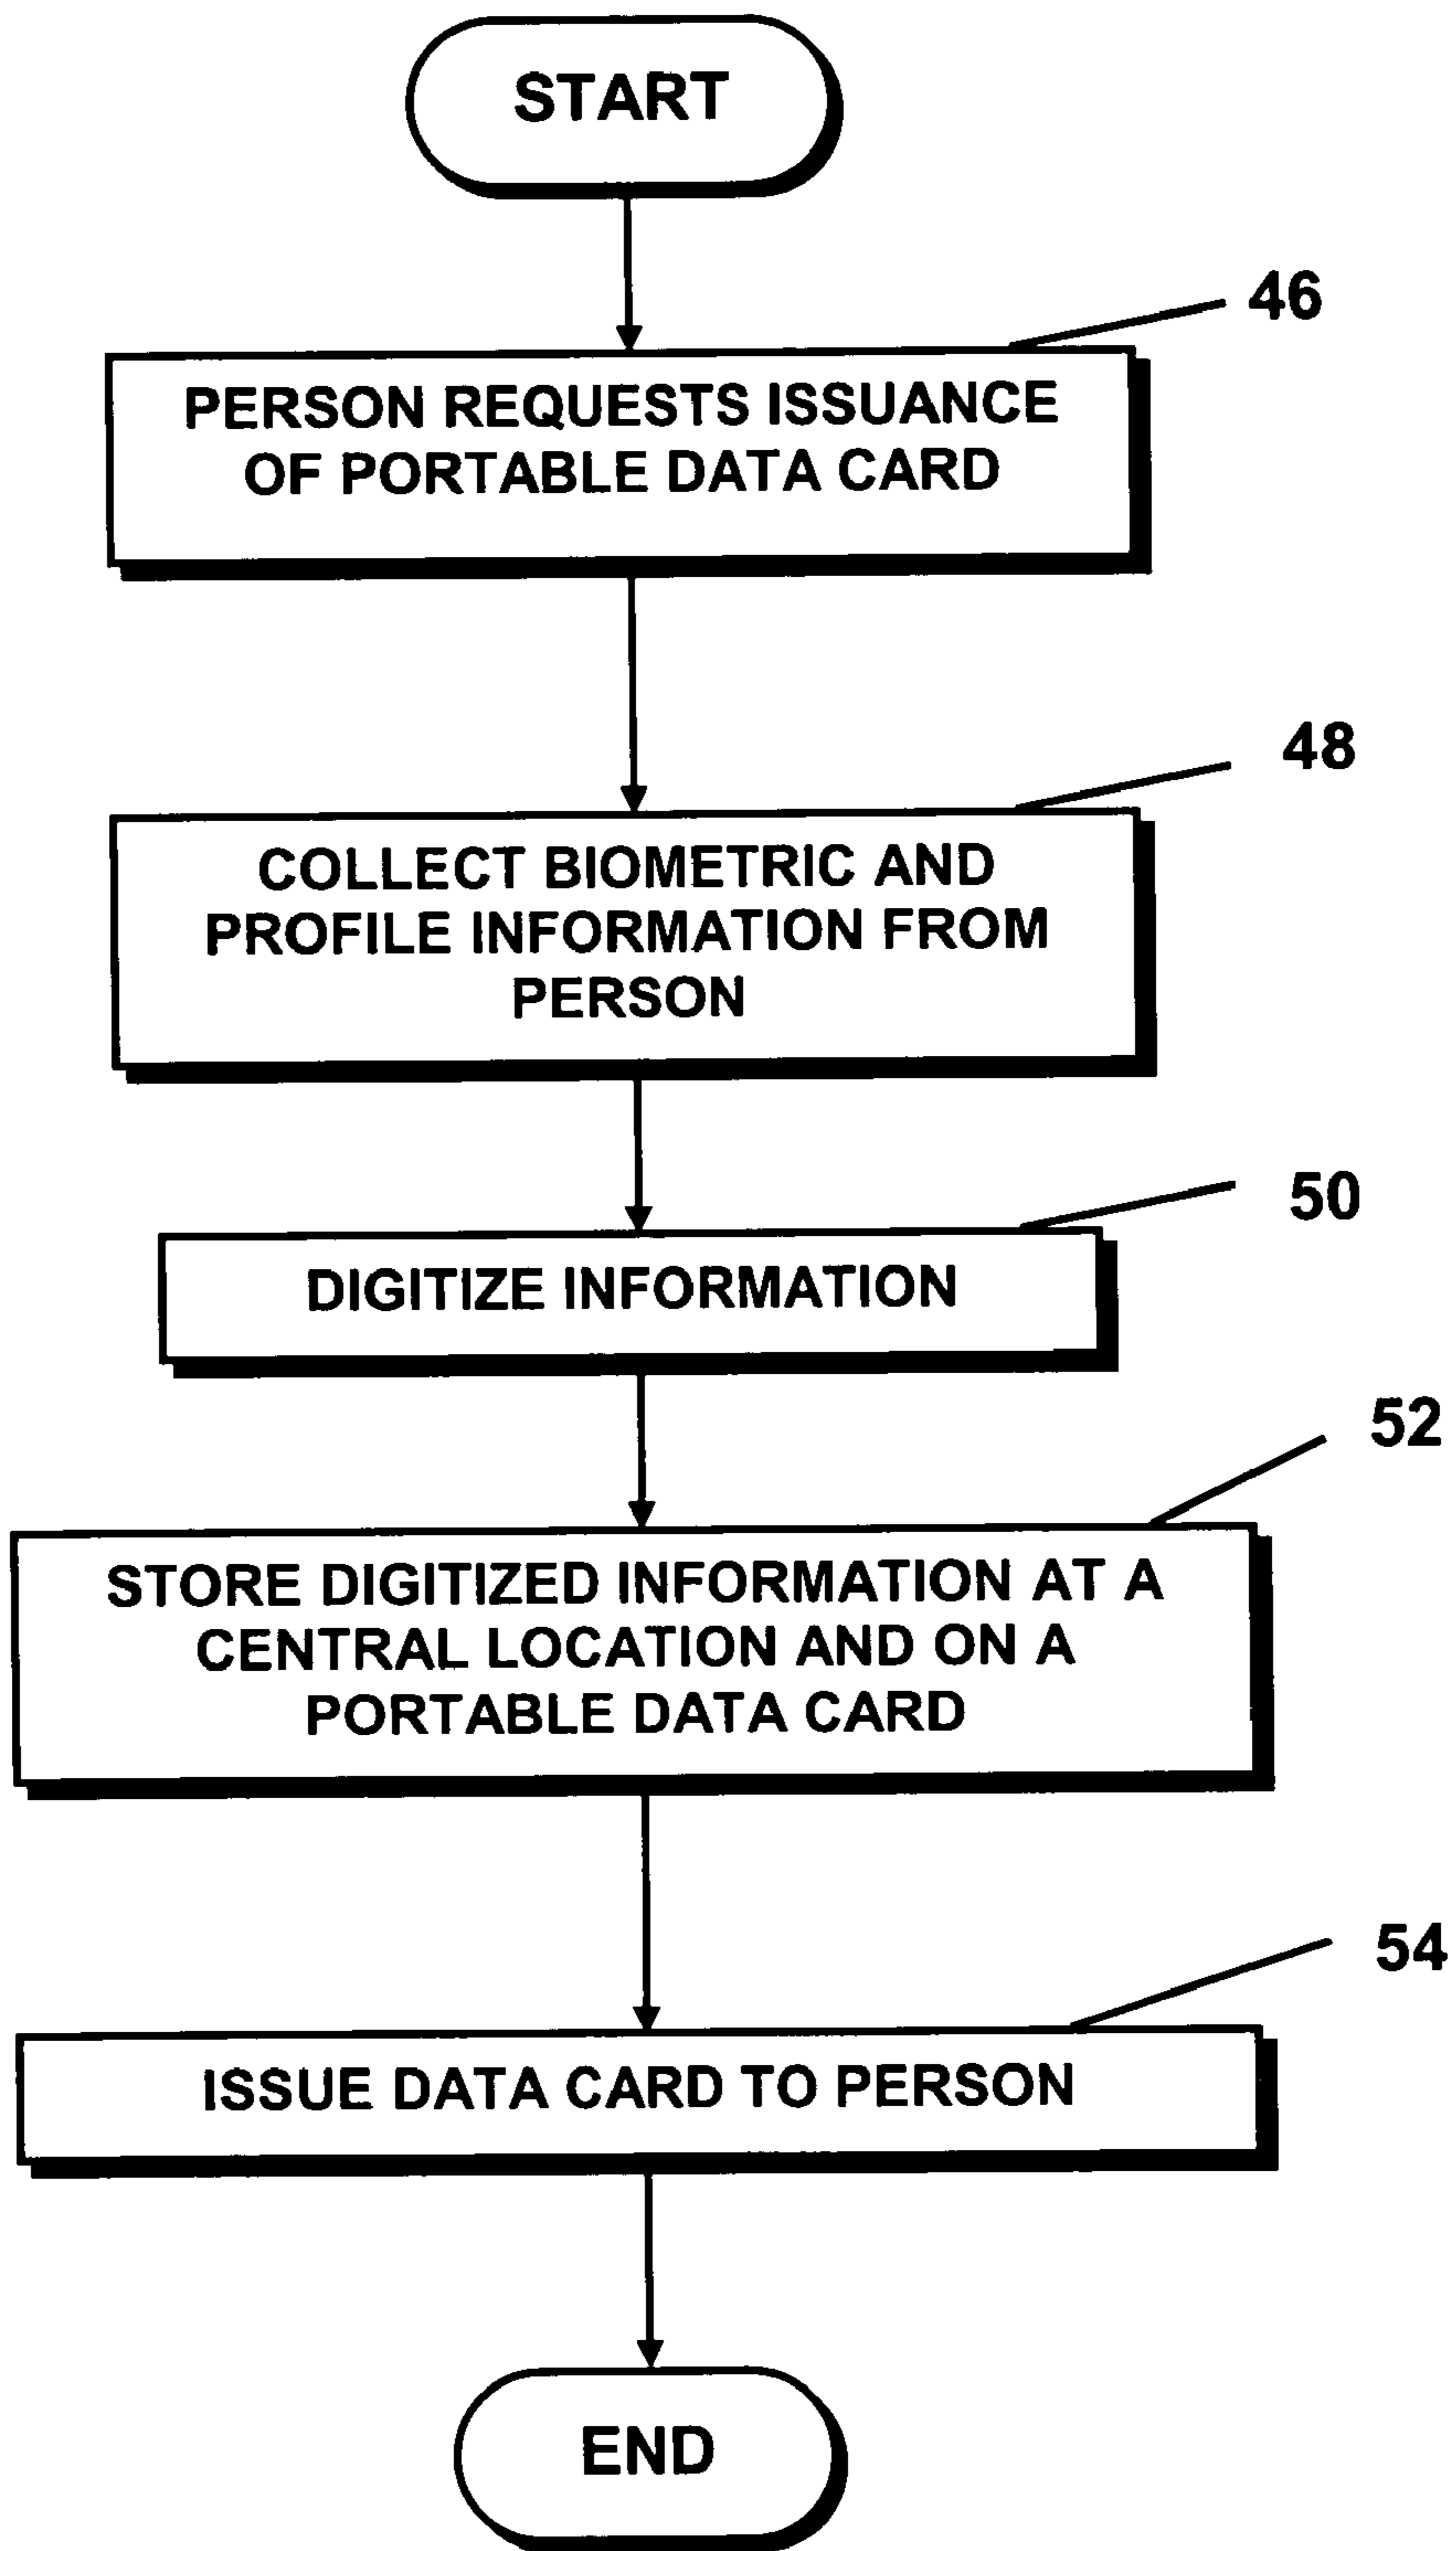 START
46
PERSON REQUESTS ISSUANCE
OF PORTABLE DATA CARD
48
COLLECT BIOMETRIC AND
PROFILE INFORMATION FROM
PERSON
50
DIGITIZE INFORMATION
52
STORE DIGITIZED INFORMATION AT A
CENTRAL LOCATION AND ON A
PORTABLE DATA CARD
54
ISSUE DATA CARD TO PERSON
END